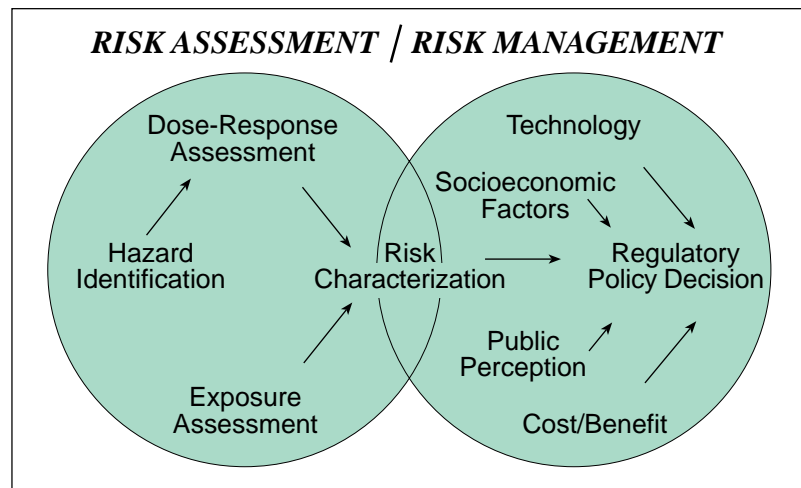 RISK ASSESSMENT / RISK MANAGEMENT
Dose-Response
Assessment
Hazard
Identification
Exposure
Assessment
Risk
Characterization
Technology
Socioeconomic
Factors
Regulatory
Policy Decision
Public
Perception
Cost/Benefit